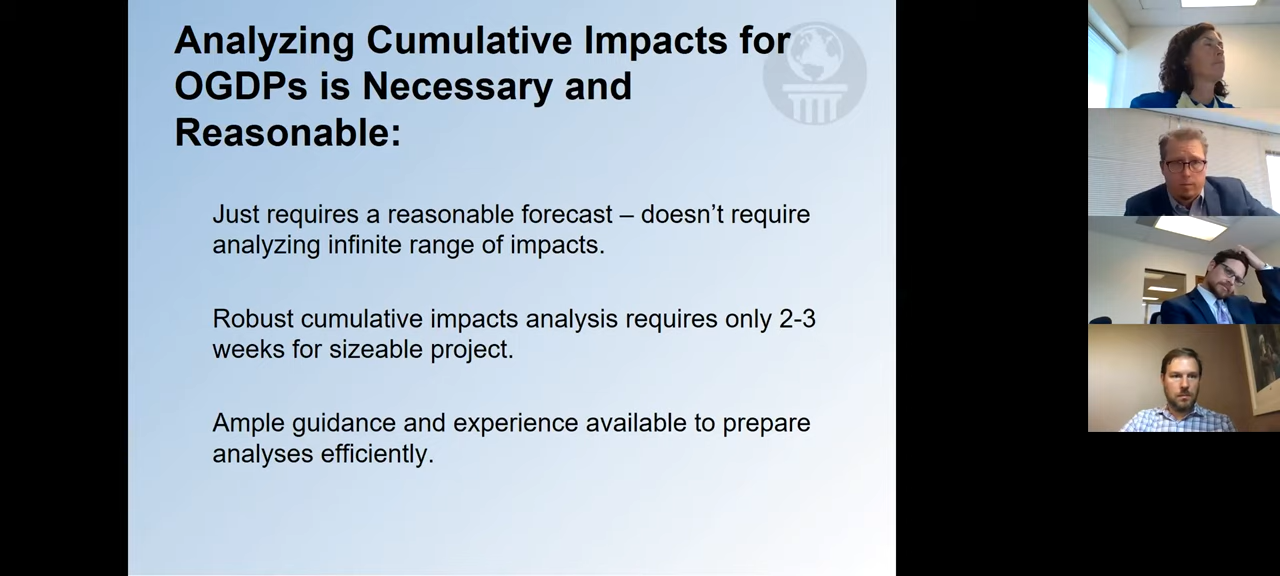 Analyzing Cumulative Impacts for
OGDPs is Necessary and
Reasonable:
Just requires a reasonable forecast – doesn’t require
analyzing infinite range of impacts.
Robust cumulative impacts analysis requires only 2-3
weeks for sizeable project.
Ample guidance and experience available to prepare
analyses efficiently.